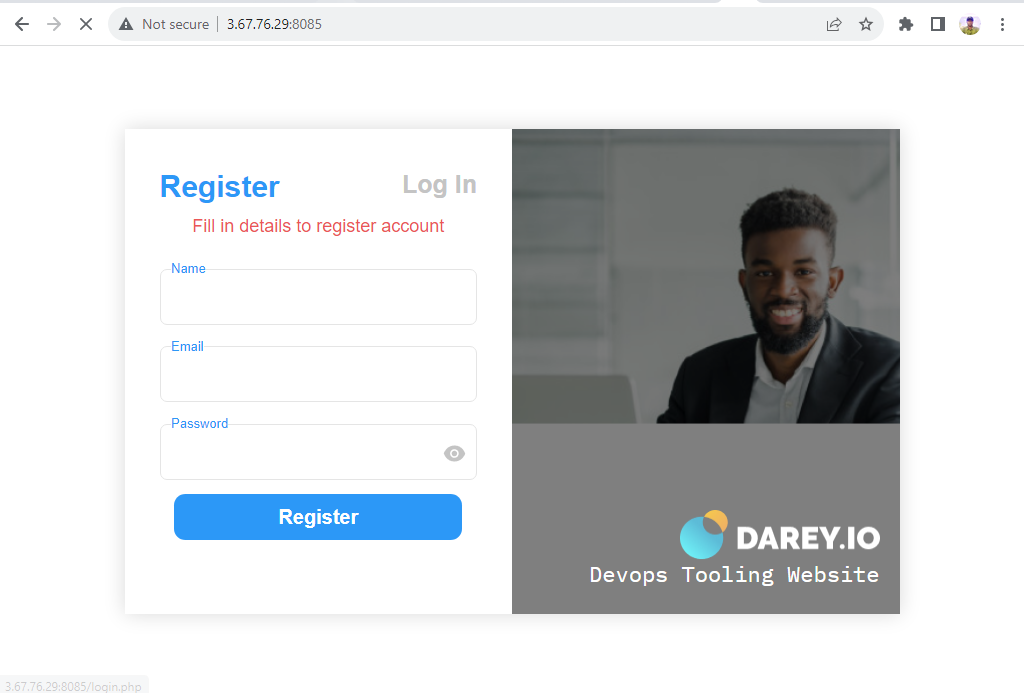 Not secure
3.67.76.29:8085
Register
Log In
Fill in details to register account
Name
Email
Password
Register
DAREY.IO
Devops Tooling Website
3.67.76.29:8085/login.php